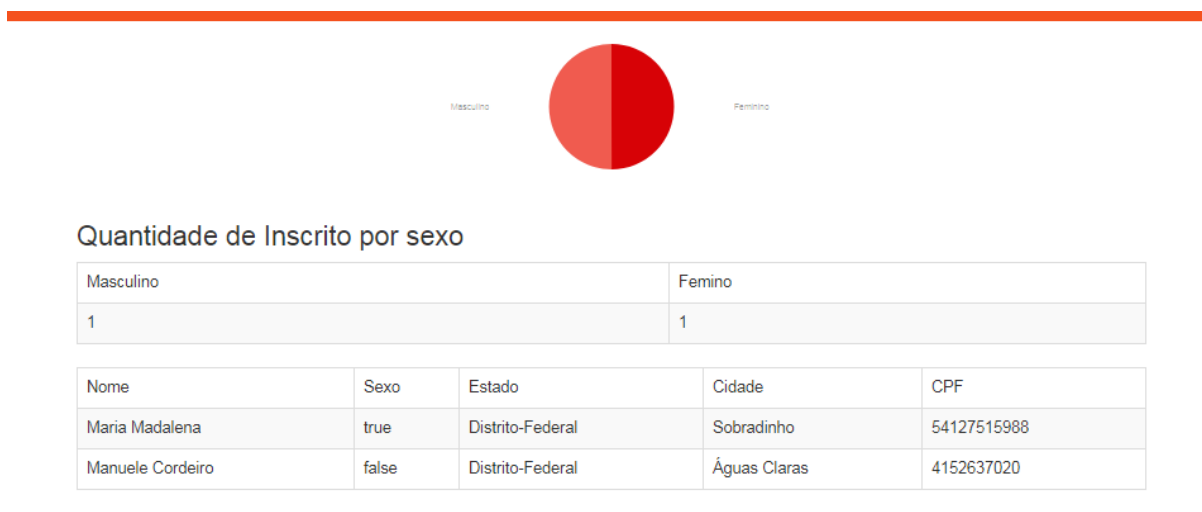 Masculino Feminino
Quantidade de Inscrito por sexo
Masculino Femino
1 1
Nome Sexo Estado Cidade CPF
Maria Madalena true Distrito-Federal Sobradinho 54127515988
Manuele Cordeiro false Distrito-Federal Águas Claras 4152637020